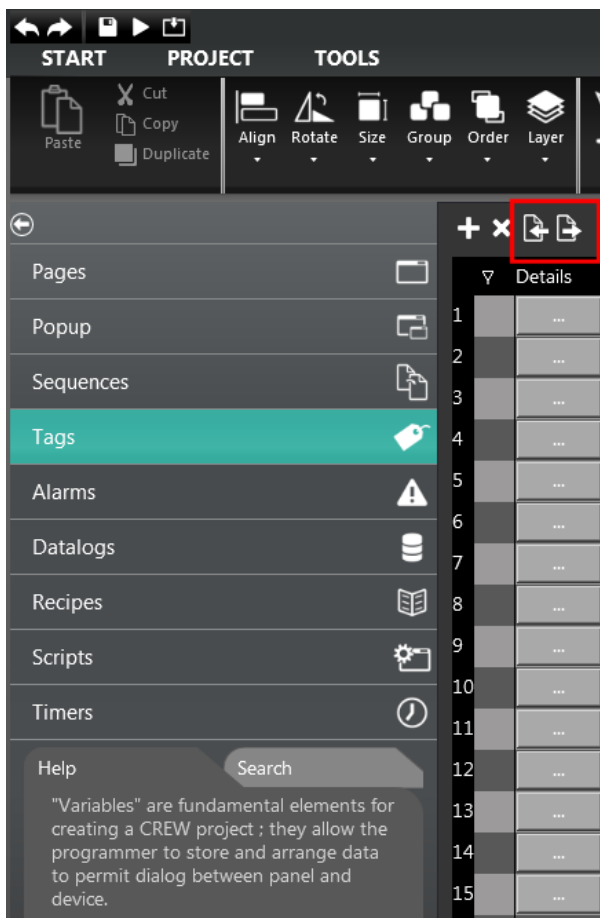 START PROJECT TOOLS
Paste
Cut
Copy
Duplicate
Align Rotate Size Group Order Layer
Pages
Popup
Sequences
Tags
Alarms
Datalogs
Recipes
Scripts
Timers
Help Search
"Variables" are fundamental elements for
creating a CREW project ; they allow the
programmer to store and arrange data
to permit dialog between panel and
device.
Details
1 ...
2 ...
3 ...
4 ...
5 ...
6 ...
7 ...
8 ...
9 ...
10 ...
11 ...
12 ...
13 ...
14 ...
15 ...